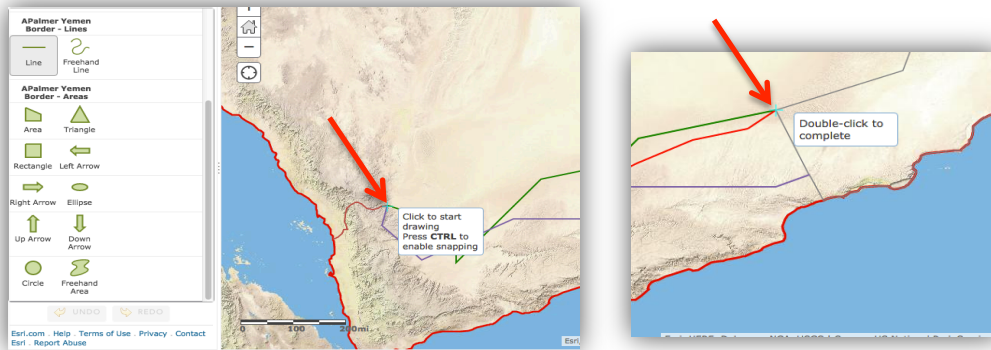 APalmer Yemen
Border - Lines
Line
Freehand
Line
APalmer Yemen
Border - Areas
Area
Triangle
Rectangle
Left Arrow
Right Arrow
Ellipse
Up Arrow
Down
Arrow
Circle
Freehand
Area
UNDO
REDO
Esri.com . Help . Terms of Use . Privacy . Contact
Esri . Report Abuse
Click to start
drawing
Press CTRL to
enable snapping
0 100 200mi
Esri
Double-click to
complete